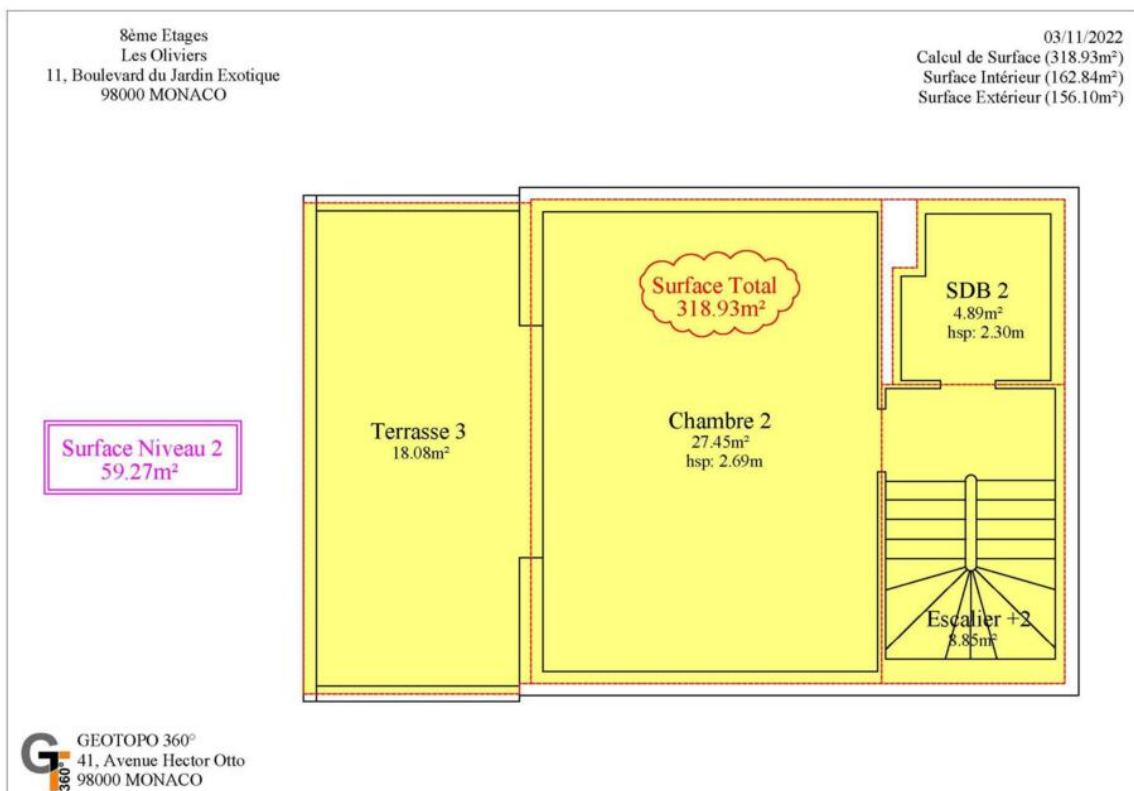 8ème Etages
Les Oliviers
11, Boulevard du Jardin Exotique
98000 MONACO
03/11/2022
Calcul de Surface (318.93m²)
Surface Intérieur (162.84m²)
Surface Extérieur (156.10m²)
Surface Total
318.93m²
SDB 2
4.89m²
hsp: 2.30m
Terrasse 3
18.08m²
Chambre 2
27.45m²
hsp: 2.69m
Surface Niveau 2
59.27m²
Escalier +2
8.85m²
GT
360°
GEOTOPO 360°
41, Avenue Hector Otto
98000 MONACO